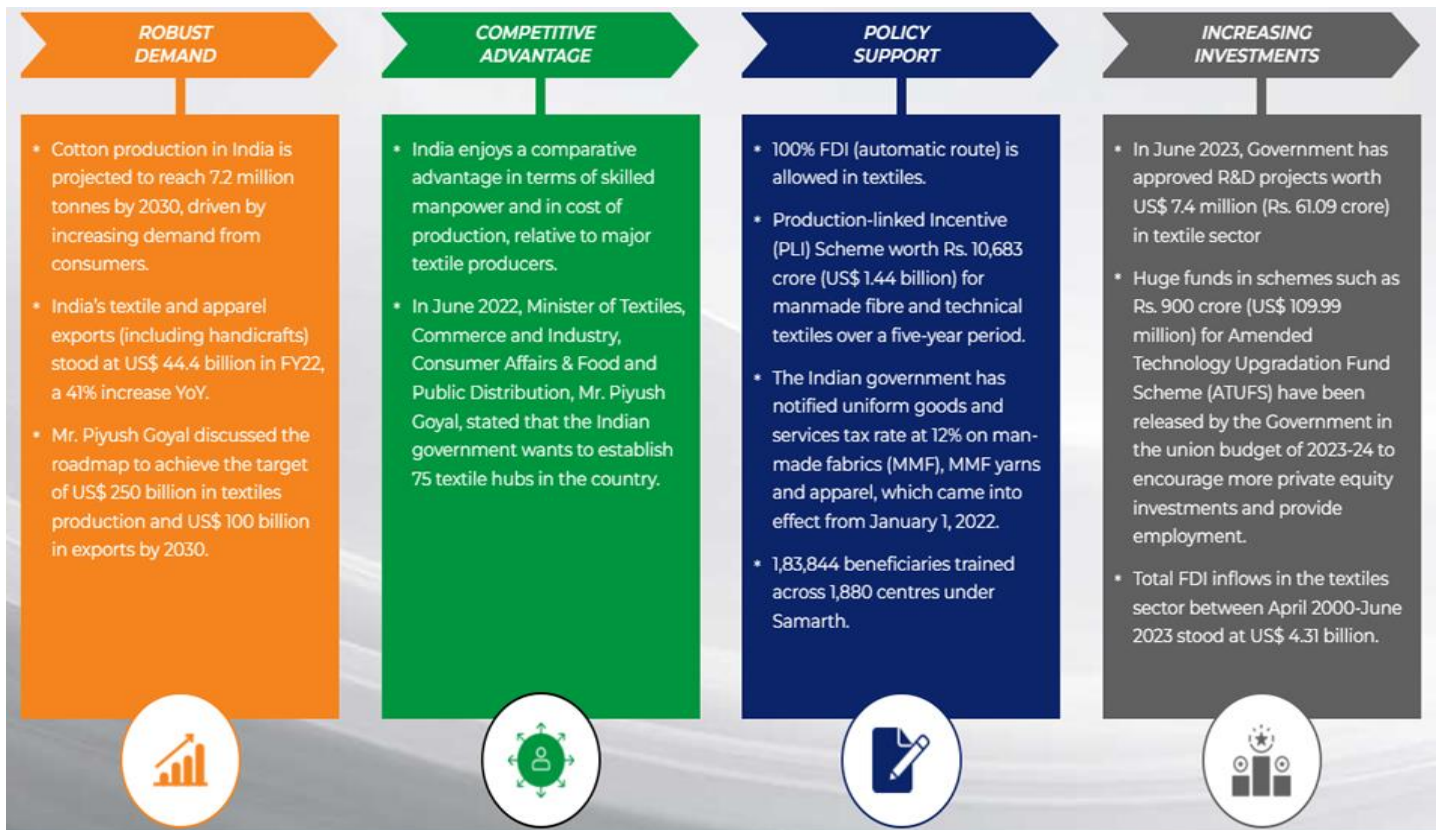 ROBUST
DEMAND
* Cotton production in India is
projected to reach 7.2 million
tonnes by 2030, driven by
increasing demand from
consumers.
* India's textile and apparel
exports (including handicrafts)
stood at US$ 44.4 billion in FY22,
a 41% increase YoY.
* Mr. Piyush Goyal discussed the
roadmap to achieve the target
of US$ 250 billion in textiles
production and US$ 100 billion
in exports by 2030.
COMPETITIVE
ADVANTAGE
* India enjoys a comparative
advantage in terms of skilled
manpower and in cost of
production, relative to major
textile producers.
* In June 2022, Minister of Textiles,
Commerce and Industry,
Consumer Affairs & Food and
Public Distribution, Mr. Piyush
Goyal, stated that the Indian
government wants to establish
75 textile hubs in the country.
POLICY
SUPPORT
* 100% FDI (automatic route) is
allowed in textiles.
* Production-linked Incentive
(PLI) Scheme worth Rs. 10,683
crore (US$ 1.44 billion) for
manmade fibre and technical
textiles over a five-year period.
* The Indian government has
notified uniform goods and
services tax rate at 12% on man-
made fabrics (MMF), MMF yarns
and apparel, which came into
effect from January 1, 2022.
* 1,83,844 beneficiaries trained
across 1,880 centres under
Samarth.
INCREASING
INVESTMENTS
* In June 2023, Government has
approved R&D projects worth
US$ 7.4 million (Rs. 61.09 crore)
in textile sector
* Huge funds in schemes such as
Rs. 900 crore (US$ 109.99
million) for Amended
Technology Upgradation Fund
Scheme (ATUFS) have been
released by the Government in
the union budget of 2023-24 to
encourage more private equity
investments and provide
employment.
* Total FDI inflows in the textiles
sector between April 2000-June
2023 stood at US$ 4.31 billion.